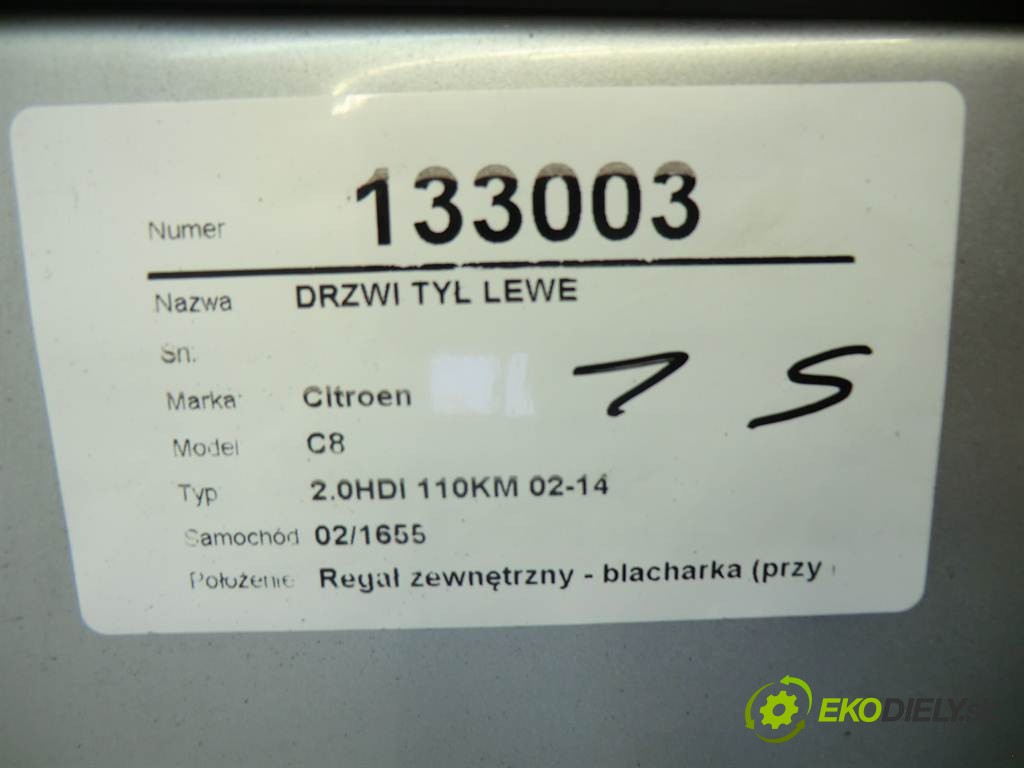 Numer 133003
Nazwa DRZWI TYŁ LEWE
Sn:
Marka: Citroen
Model C8
Typ 2.0HDI 110KM 02-14
Samochód 02/1655
Położenie Regał zewnętrzny - blacharka (przy
EKODIELY.S